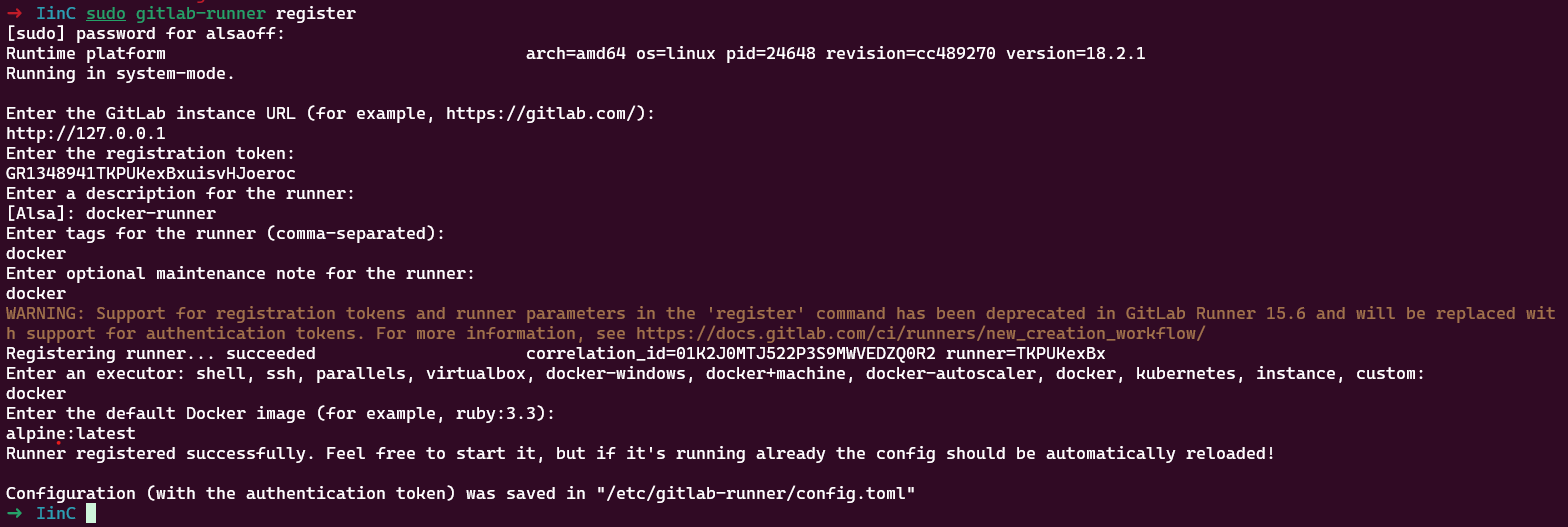 → IinC sudo gitlab-runner register
[sudo] password for alsaoff:
Runtime platform                                    arch=amd64 os=linux pid=24648 revision=cc489270 version=18.2.1
Running in system-mode.

Enter the GitLab instance URL (for example, https://gitlab.com/):
http://127.0.0.1
Enter the registration token:
GR1348941TKPUKexBxuisvHJoeroc
Enter a description for the runner:
[Alsa]: docker-runner
Enter tags for the runner (comma-separated):
docker
Enter optional maintenance note for the runner:
docker
WARNING: Support for registration tokens and runner parameters in the 'register' command has been deprecated in GitLab Runner 15.6 and will be replaced wit
h support for authentication tokens. For more information, see https://docs.gitlab.com/ci/runners/new_creation_workflow/
Registering runner... succeeded                     correlation_id=01K2J0MTJ522P3S9MWVEDZQ0R2 runner=TKPUKexBx
Enter an executor: shell, ssh, parallels, virtualbox, docker-windows, docker+machine, docker-autoscaler, docker, kubernetes, instance, custom:
docker
Enter the default Docker image (for example, ruby:3.3):
alpine:latest
Runner registered successfully. Feel free to start it, but if it's running already the config should be automatically reloaded!

Configuration (with the authentication token) was saved in "/etc/gitlab-runner/config.toml"
→ IinC